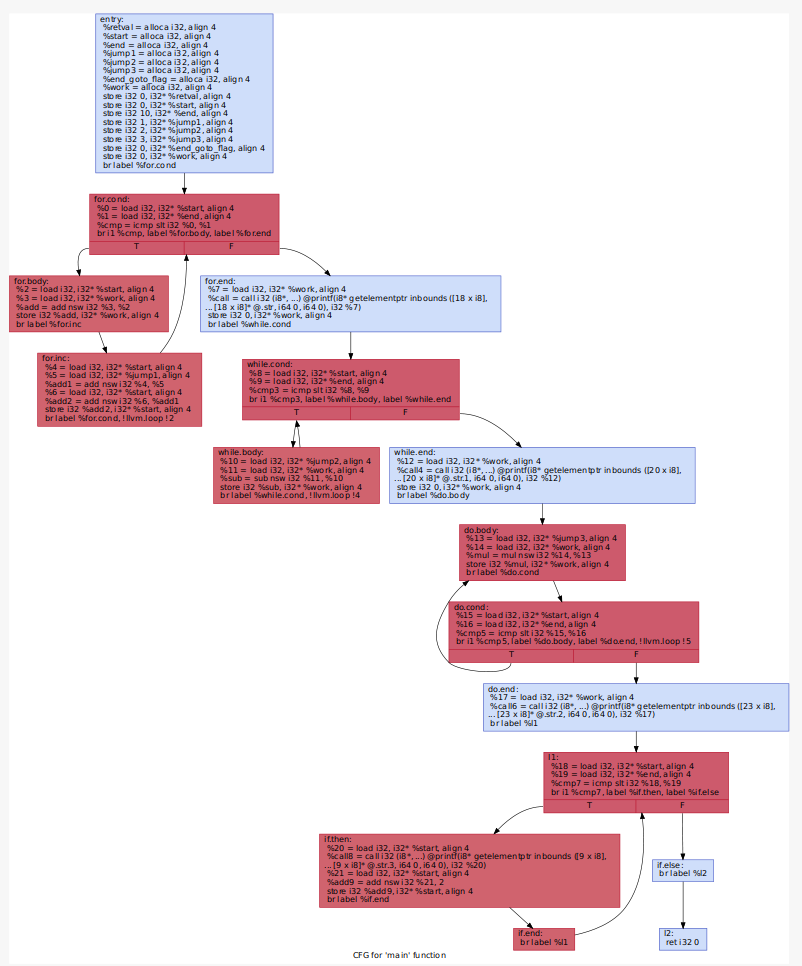 entry:
%retval = alloca i32, align 4
%start = alloca i32, align 4
%end = alloca i32, align 4
%jump1 = alloca i32, align 4
%jump2 = alloca i32, align 4
%jump3 = alloca i32, align 4
%end_goto_flag = alloca i32, align 4
%work = alloca i32, align 4
store i32 0, i32* %retval, align 4
store i32 0, i32* %start, align 4
store i32 10, i32* %end, align 4
store i32 1, i32* %jump1, align 4
store i32 2, i32* %jump2, align 4
store i32 3, i32* %jump3, align 4
store i32 0, i32* %end_goto_flag, align 4
store i32 0, i32* %work, align 4
br label %for.cond
for.cond:
%0 = load i32, i32* %start, align 4
%1 = load i32, i32* %end, align 4
%cmp = icmp slt i32 %0, %1
br i1 %cmp, label %for.body, label %for.end
T F
for.body:
%2 = load i32, i32* %start, align 4
%3 = load i32, i32* %work, align 4
%add = add nsw i32 %3, %2
store i32 %add, i32* %work, align 4
br label %for.inc
for.end:
%7 = load i32, i32* %work, align 4
%call = call i32 (i8*, ...) @printf(i8* getelementptr inbounds ([18 x i8],
... [18 x i8]* @.str, i64 0, i64 0), i32 %7)
store i32 0, i32* %work, align 4
br label %while.cond
for.inc:
%4 = load i32, i32* %start, align 4
%5 = load i32, i32* %jump1, align 4
%add1 = add nsw i32 %4, %5
%6 = load i32, i32* %start, align 4
%add2 = add nsw i32 %6, %add1
store i32 %add2, i32* %start, align 4
br label %for.cond, !llvm.loop !2
while.cond:
%8 = load i32, i32* %start, align 4
%9 = load i32, i32* %end, align 4
%cmp3 = icmp slt i32 %8, %9
br i1 %cmp3, label %while.body, label %while.end
T F
while.body:
%10 = load i32, i32* %jump2, align 4
%11 = load i32, i32* %work, align 4
%sub = sub nsw i32 %11, %10
store i32 %sub, i32* %work, align 4
br label %while.cond, !llvm.loop !4
while.end:
%12 = load i32, i32* %work, align 4
%call4 = call i32 (i8*, ...) @printf(i8* getelementptr inbounds ([20 x i8],
... [20 x i8]* @.str.1, i64 0, i64 0), i32 %12)
store i32 0, i32* %work, align 4
br label %do.body
do.body:
%13 = load i32, i32* %jump3, align 4
%14 = load i32, i32* %work, align 4
%mul = mul nsw i32 %14, %13
store i32 %mul, i32* %work, align 4
br label %do.cond
do.cond:
%15 = load i32, i32* %start, align 4
%16 = load i32, i32* %end, align 4
%cmp5 = icmp slt i32 %15, %16
br i1 %cmp5, label %do.body, label %do.end, !llvm.loop !5
T F
do.end:
%17 = load i32, i32* %work, align 4
%call6 = call i32 (i8*, ...) @printf(i8* getelementptr inbounds ([23 x i8],
... [23 x i8]* @.str.2, i64 0, i64 0), i32 %17)
br label %l1
l1:
%18 = load i32, i32* %start, align 4
%19 = load i32, i32* %end, align 4
%cmp7 = icmp slt i32 %18, %19
br i1 %cmp7, label %if.then, label %if.else
T F
if.then:
%20 = load i32, i32* %start, align 4
%call8 = call i32 (i8*, ...) @printf(i8* getelementptr inbounds ([9 x i8],
... [9 x i8]* @.str.3, i64 0, i64 0), i32 %20)
%21 = load i32, i32* %start, align 4
%add9 = add nsw i32 %21, 2
store i32 %add9, i32* %start, align 4
br label %if.end
if.else:
br label %l2
if.end:
br label %l1
l2:
ret i32 0
CFG for 'main' function